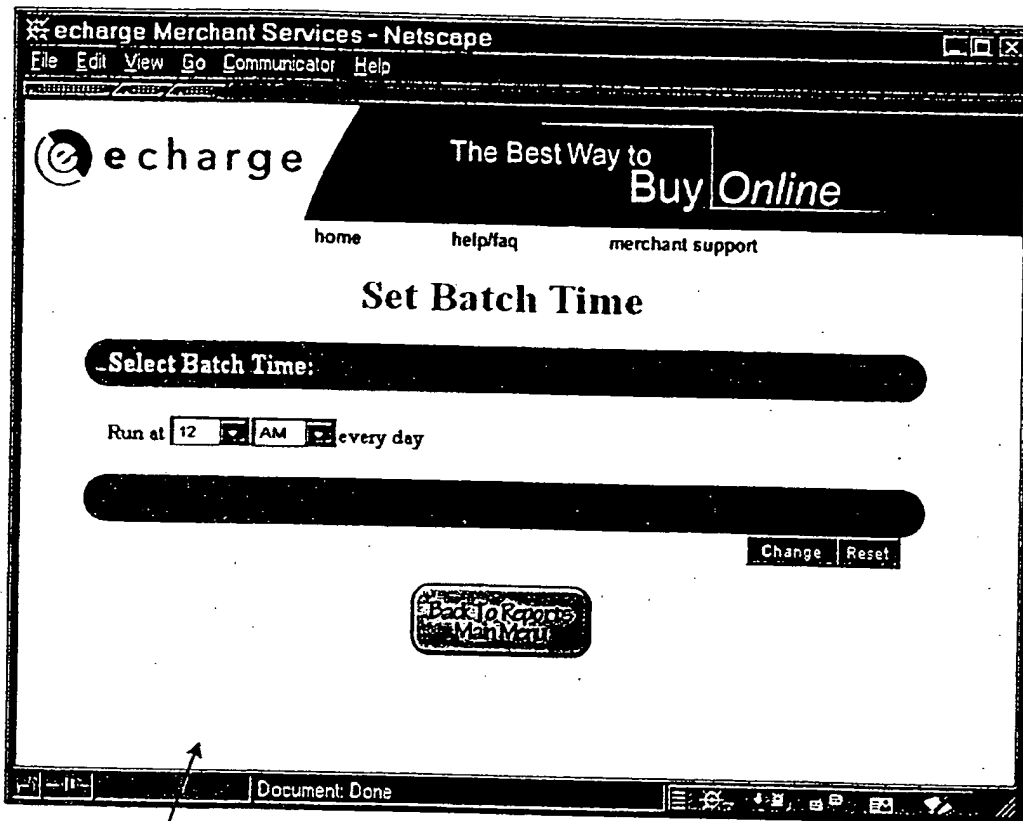 echarge Merchant Services - Netscape
File Edit View Go Communicator Help
echarge
The Best Way to
Buy Online
home help/faq merchant support
Set Batch Time
Select Batch Time:
Run at 12 AM every day
Change Reset
Back To Reports
Main Menu
Document: Done